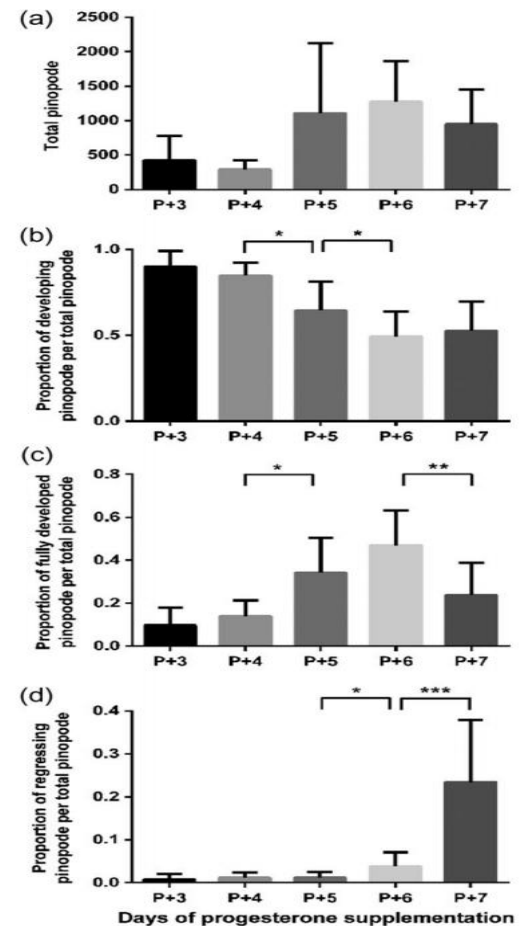 (a)
Total pinopode
2500
2000
1500
1000
500
0
P+3 P+4 P+5 P+6 P+7
(b)
Proportion of developing
pinopode per total pinopode
1.0
0.5
0.0
* *
P+3 P+4 P+5 P+6 P+7
(c)
Proportion of fully developed
pinopode per total pinopode
0.8
0.6
0.4
0.2
0.0
* **
P+3 P+4 P+5 P+6 P+7
(d)
Proportion of regressing
pinopode per total pinopode
0.4
0.3
0.2
0.1
0.0
* ***
P+3 P+4 P+5 P+6 P+7
Days of progesterone supplementation